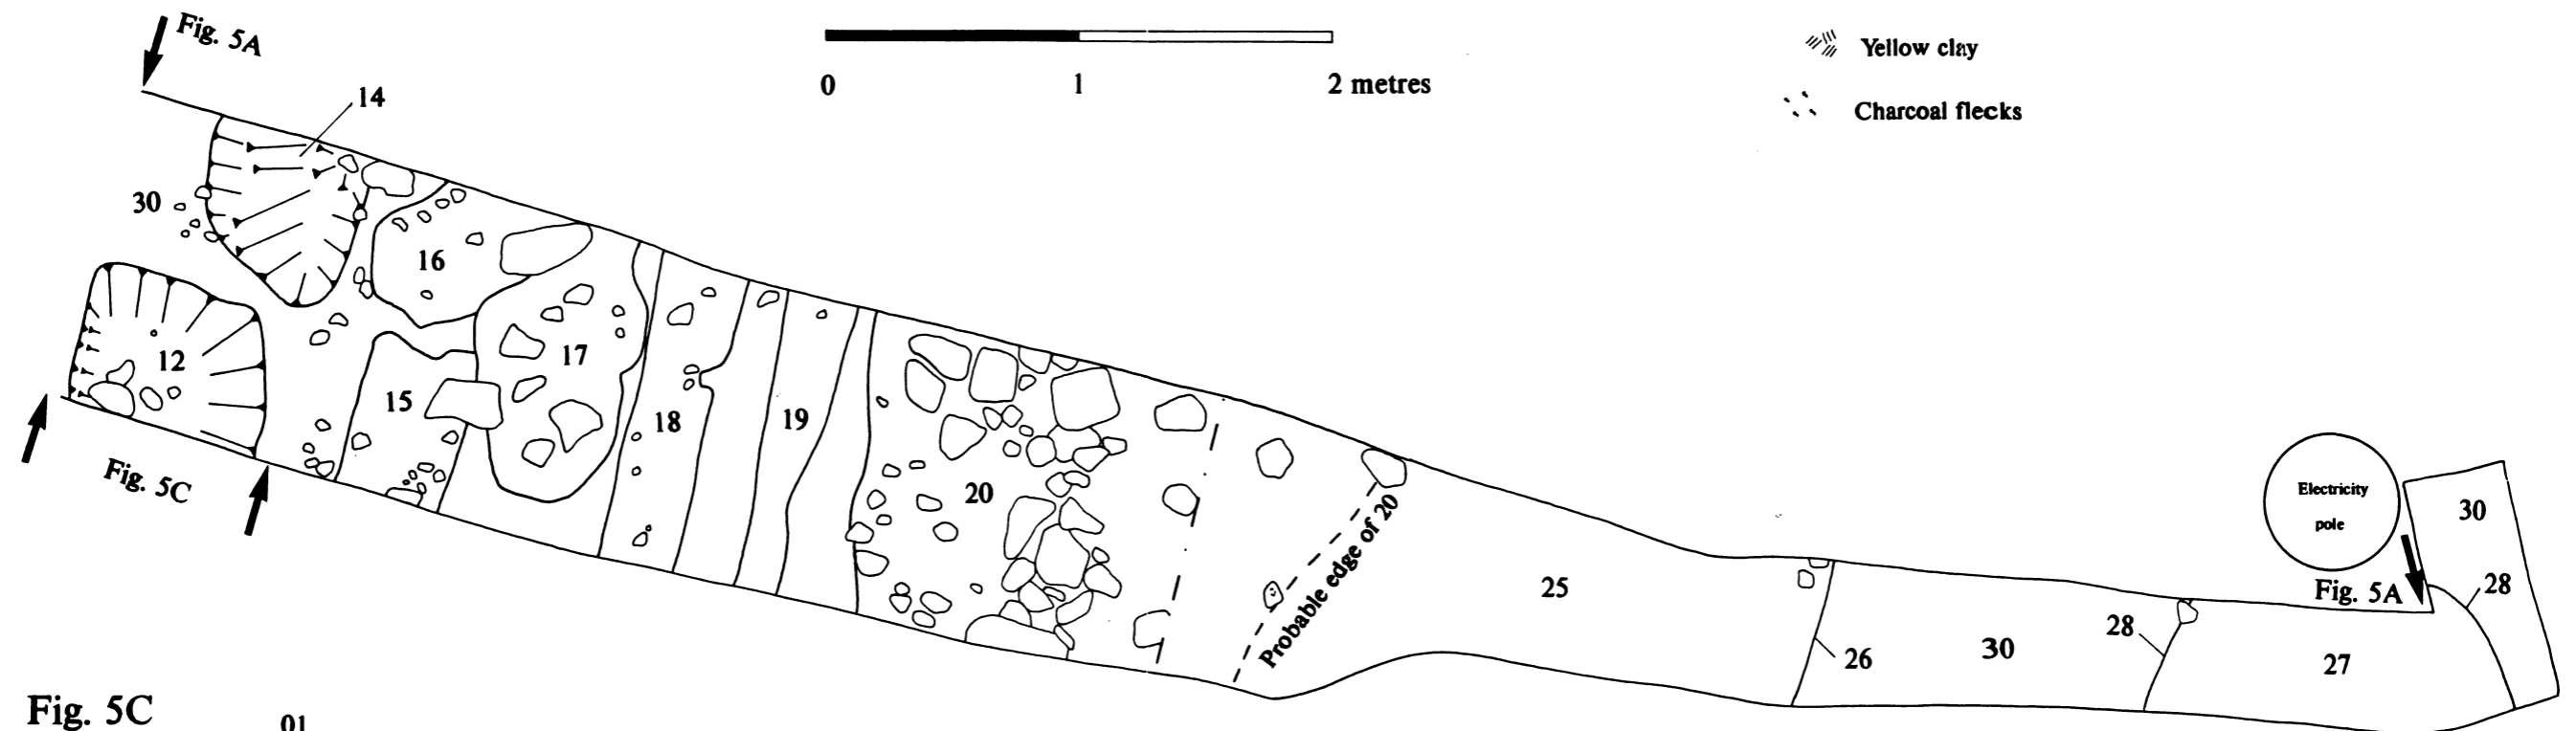 Fig. 5A
0 1 2 metres
Yellow clay
Charcoal flecks
14
30
16
12
17
15
18
19
20
Probable edge of 20
25
26
30
28
27
Electricity
pole
30
28
Fig. 5A
Fig. 5C
Fig. 5C
01